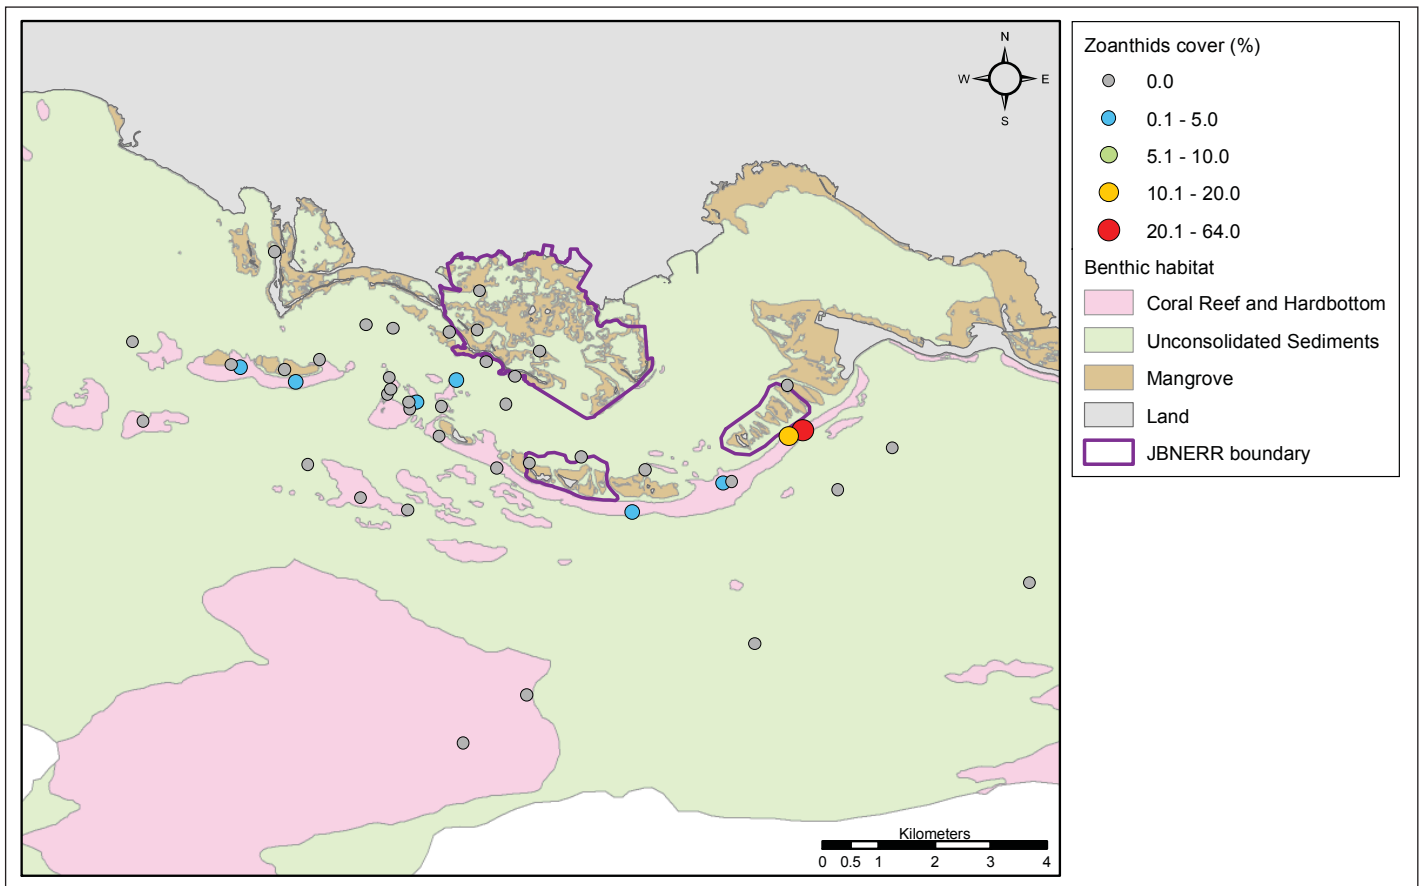 N
W E
S
Kilometers
0 0.5 1 2 3 4
Zoanthids cover (%)
0.0
0.1 - 5.0
5.1 - 10.0
10.1 - 20.0
20.1 - 64.0
Benthic habitat
Coral Reef and Hardbottom
Unconsolidated Sediments
Mangrove
Land
JBNERR boundary